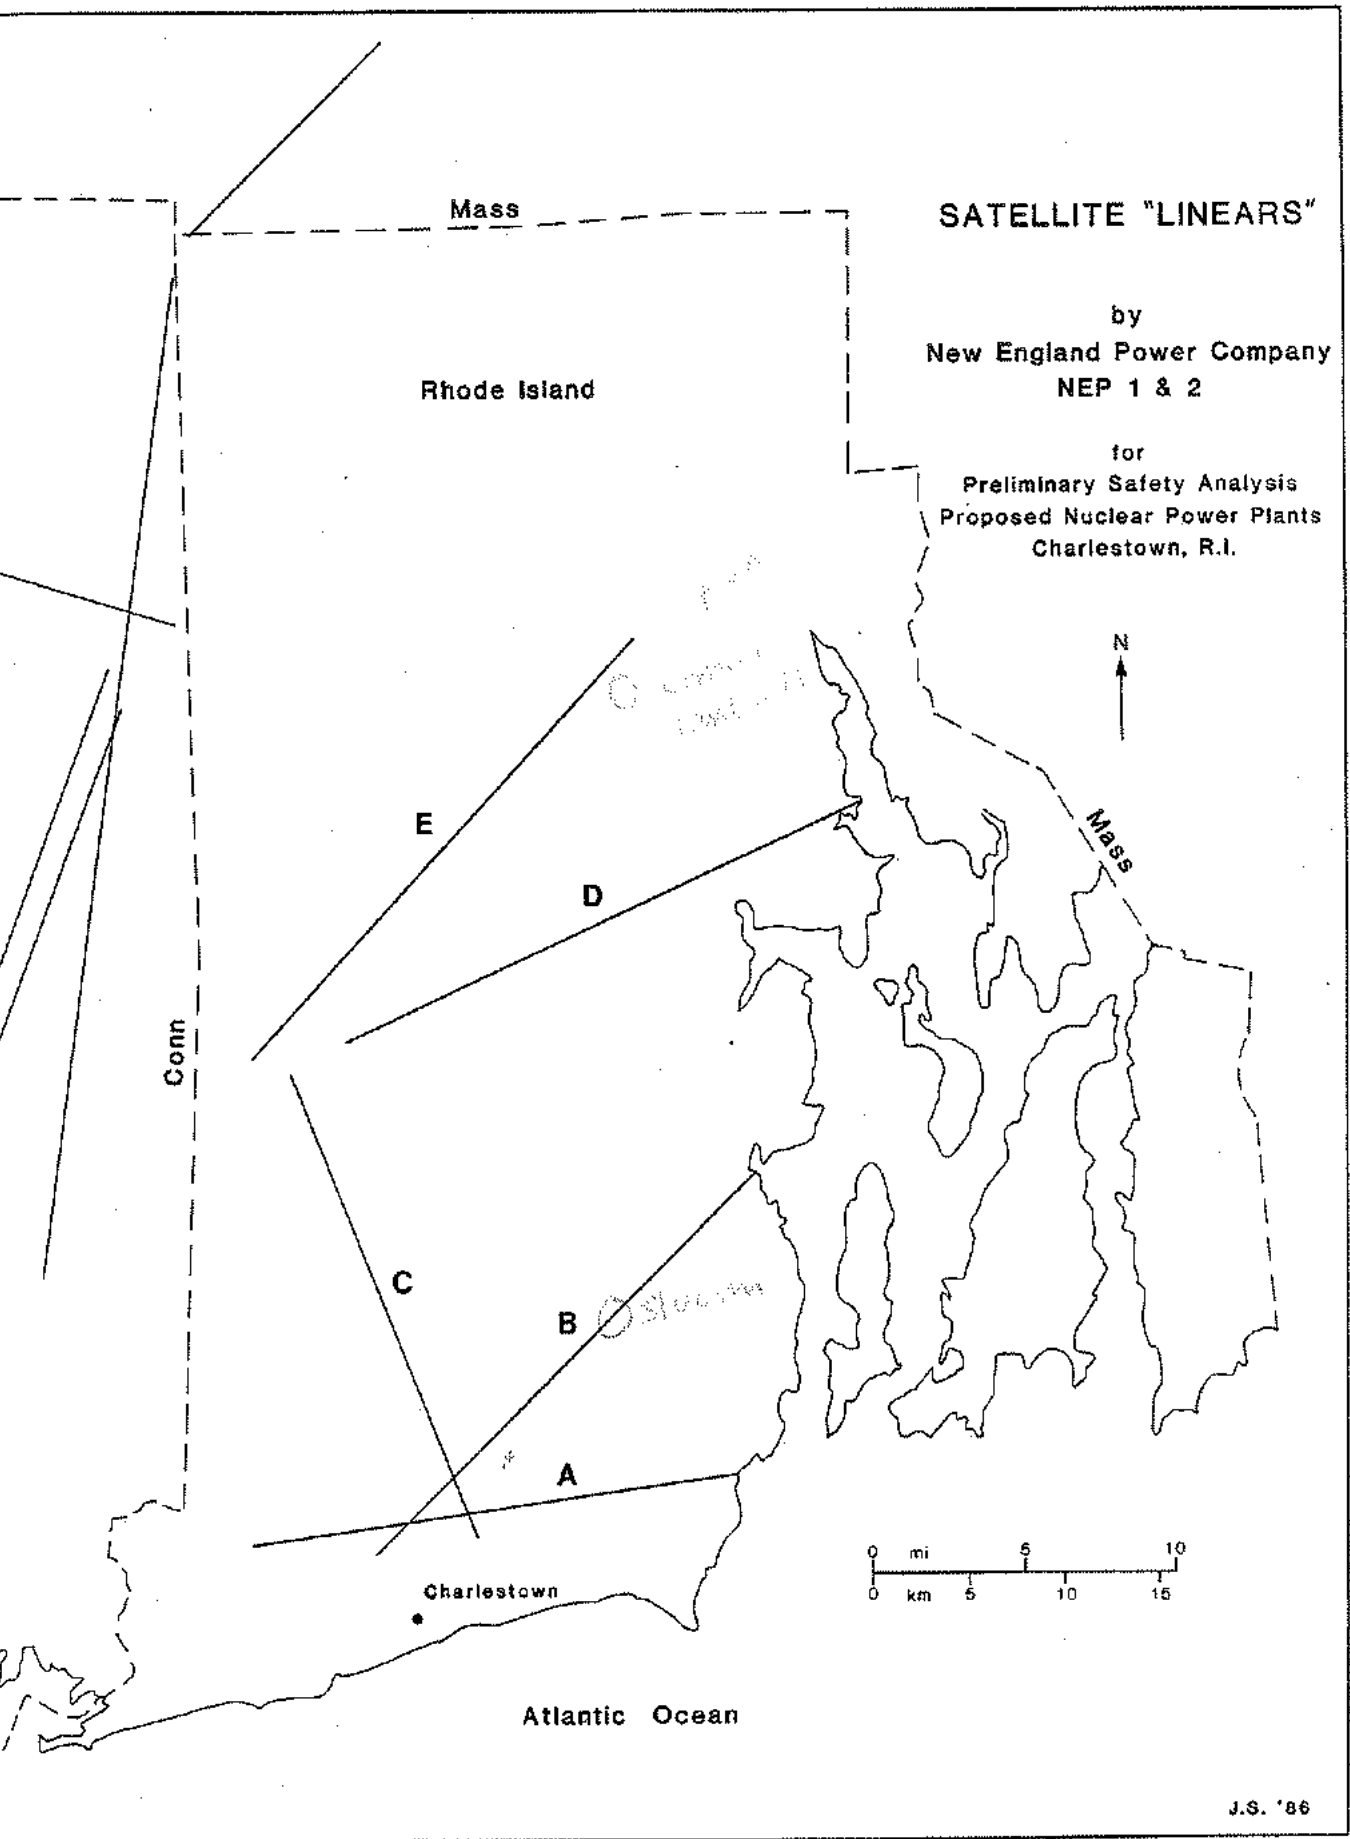 Mass
SATELLITE "LINEARS"
by
New England Power Company
NEP 1 & 2
Rhode Island
for
Preliminary Safety Analysis
Proposed Nuclear Power Plants
Charlestown, R.I.
N
E
Mass
D
Conn
C
B
Slocum
A
0 mi 5 10
0 km 5 10 15
Charlestown
Atlantic Ocean
J.S. '86